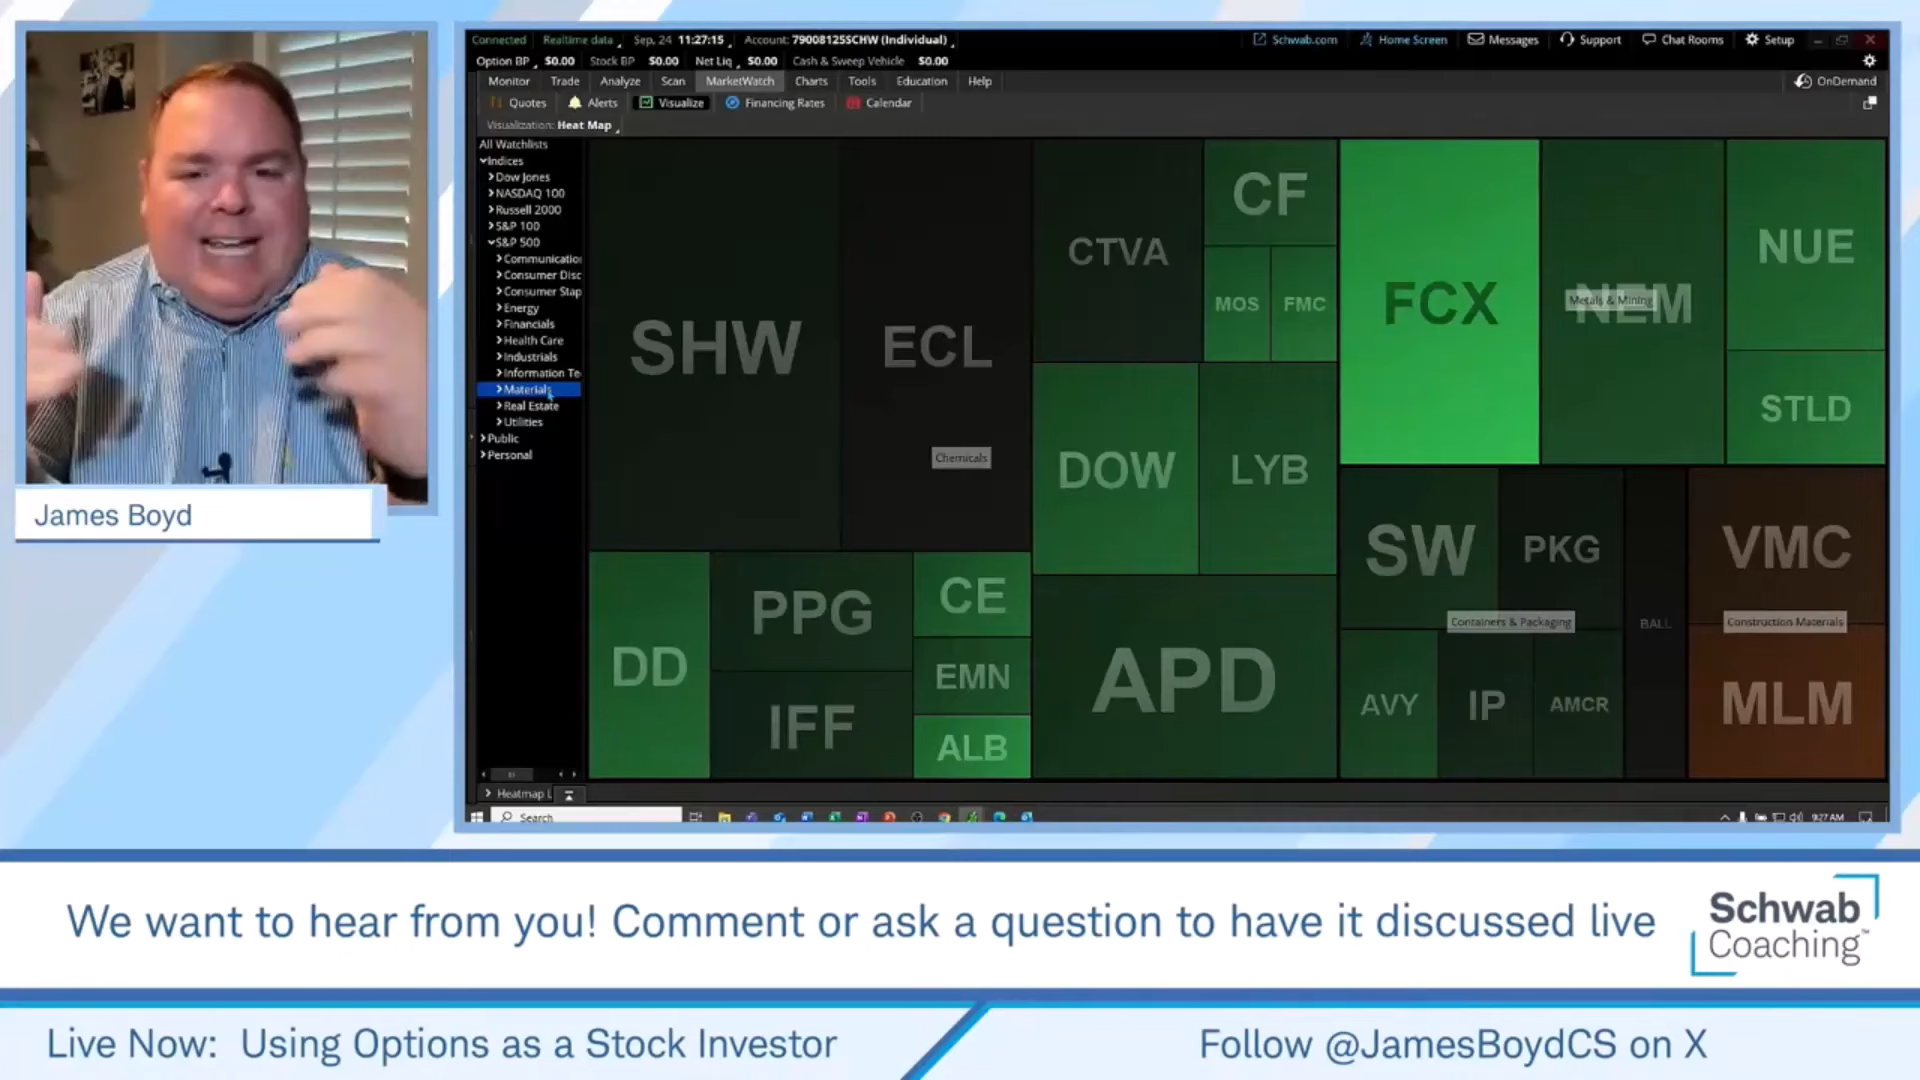 Connected Realtime data Sep, 24 11:27:15 Account: 79008125SCHW (Individual) Schwab.com Home Screen Messages Support Chat Rooms Setup
Option BP $0.00 Stock BP $0.00 Net Liq $0.00 Cash & Sweep Vehicle $0.00
Monitor Trade Analyze Scan MarketWatch Charts Tools Education Help OnDemand
Quotes Alerts Visualize Financing Rates Calendar
Visualization: Heat Map
All Watchlists
Indices
Dow Jones
NASDAQ 100
Russell 2000
S&P 100
S&P 500
Communication
Consumer Disc
Consumer Stap
Energy
Financials
Health Care
Industrials
Information Te
Materials
Real Estate
Utilities
Public
Personal
Heatmap L
SHW
ECL
Chemicals
CTVA
CF
MOS
FMC
DOW
LYB
DD
PPG
IFF
CE
EMN
ALB
APD
FCX
NEM
Metals & Mining
NUE
STLD
SW
PKG
Containers & Packaging
BALL
AVY
IP
AMCR
VMC
Construction Materials
MLM
Search
9:27 AM
James Boyd
We want to hear from you! Comment or ask a question to have it discussed live
Schwab
Coaching™
Live Now: Using Options as a Stock Investor
Follow @JamesBoydCS on X